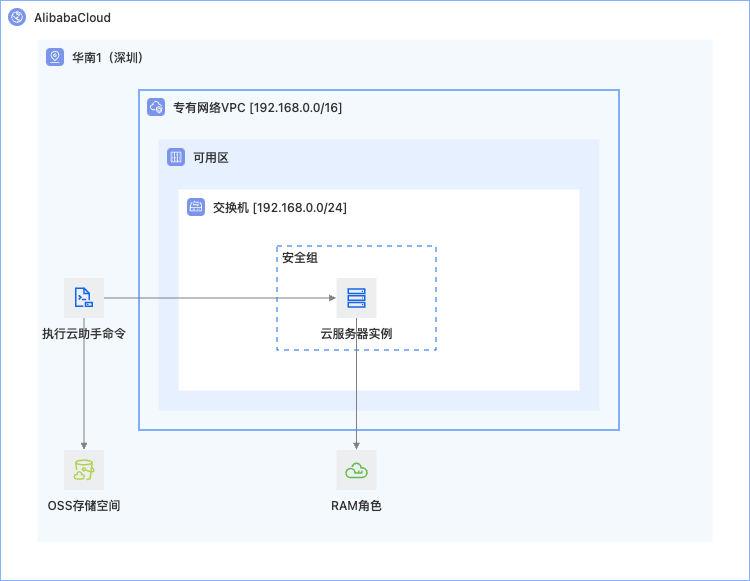 AlibabaCloud
华南1（深圳）
专有网络VPC [192.168.0.0/16]
可用区
交换机 [192.168.0.0/24]
安全组
执行云助手命令
云服务器实例
OSS存储空间
RAM角色